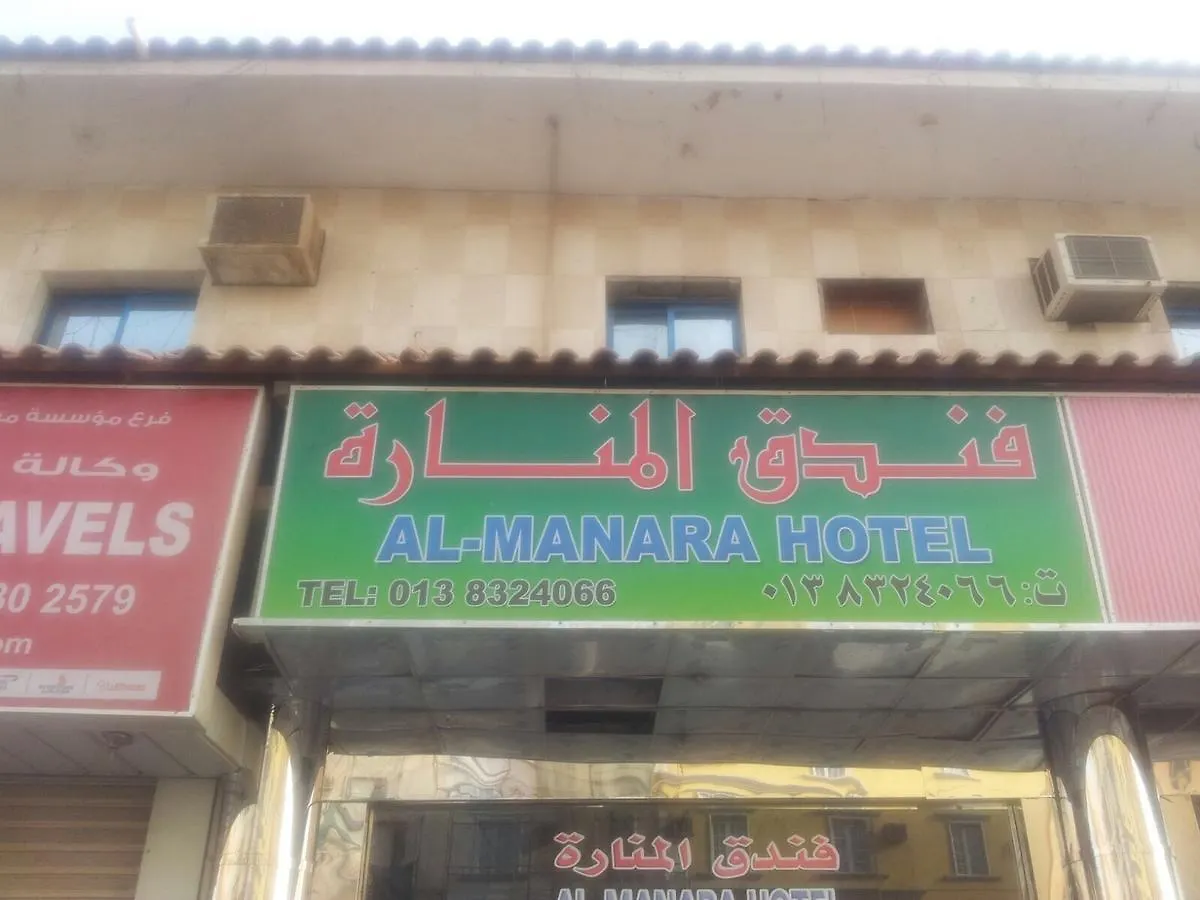 فرع مؤسسة
وكالة
AVELS
30 2579
om
فندق المنارة
AL-MANARA HOTEL
TEL: 013 8324066
ت: ٠١٣ ٨٣٢٤٠٦٦
فندق المنارة
AL-MANARA HOTEL